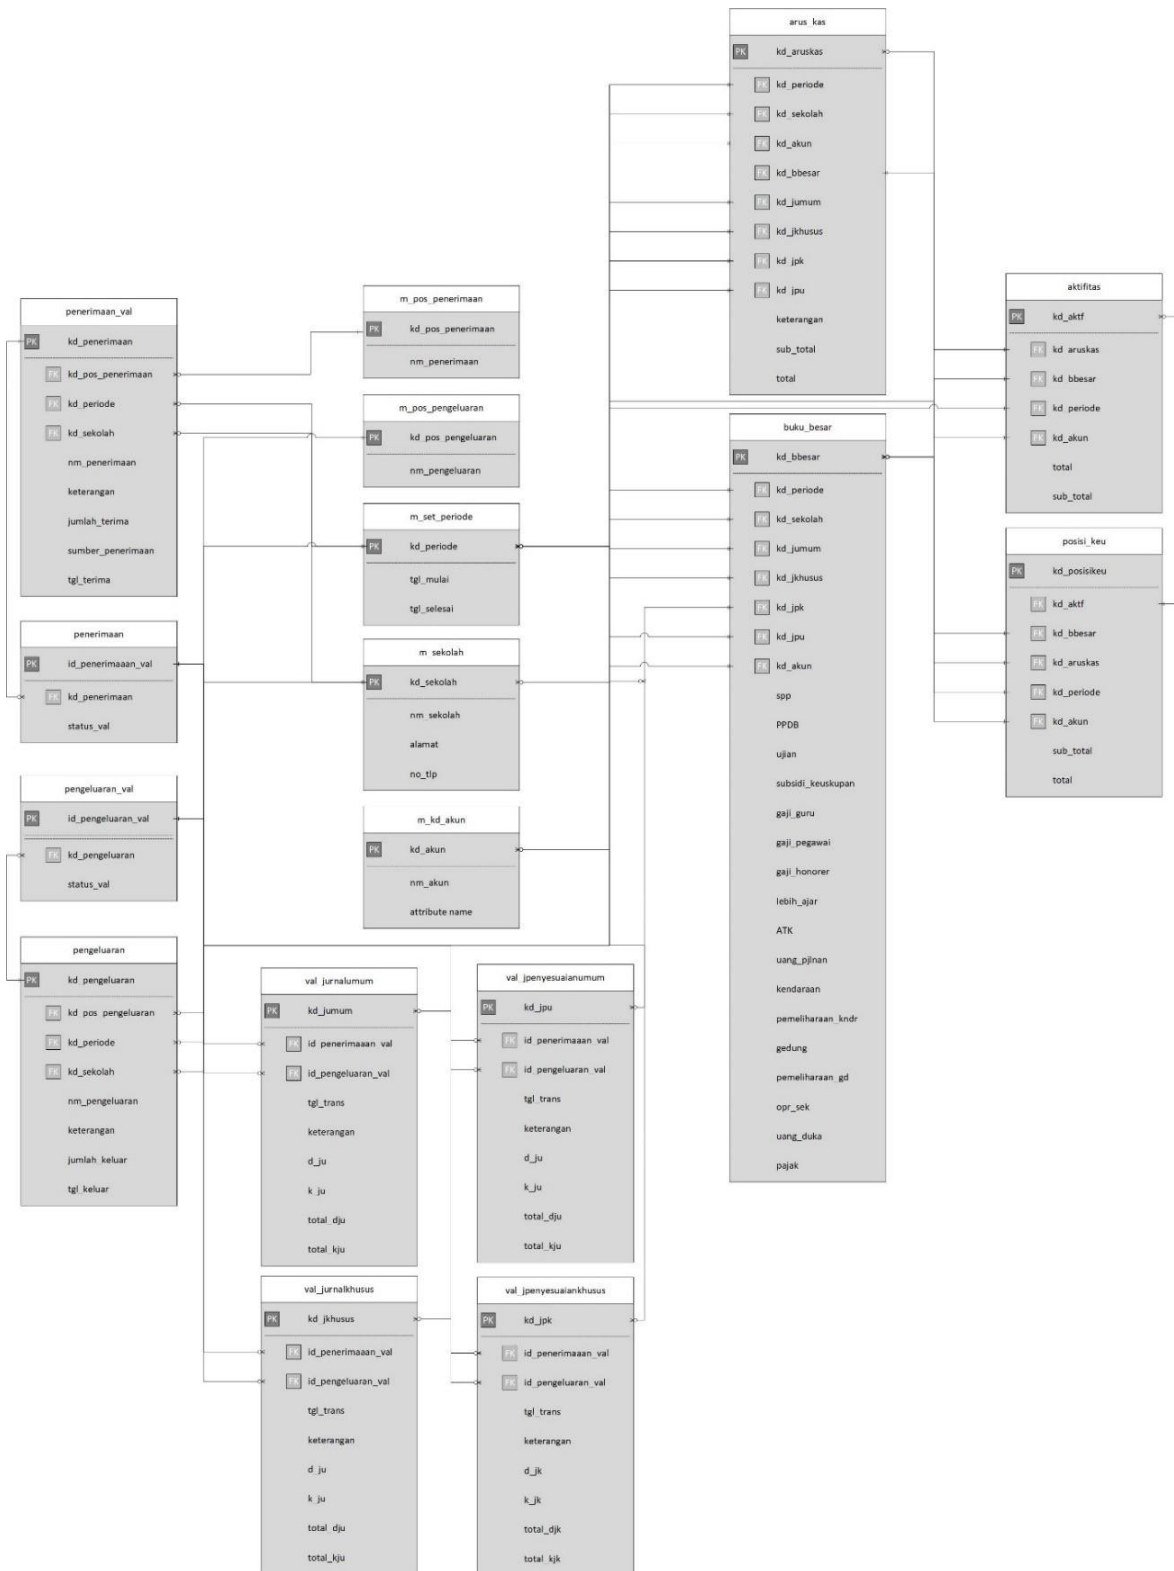 arus_kas
PK kd_aruskas
FK kd_periode
FK kd_sekolah
FK kd_akun
FK kd_bbesar
FK kd_jumum
FK kd_jkhusus
FK kd_jpk
FK kd_jpu
keterangan
sub_total
total
penerimaan_val
PK kd_penerimaan
FK kd_pos_penerimaan
FK kd_periode
FK kd_sekolah
nm_penerimaan
keterangan
jumlah_terima
sumber_penerimaan
tgl_terima
m_pos_penerimaan
PK kd_pos_penerimaan
nm_penerimaan
m_pos_pengeluaran
PK kd_pos_pengeluaran
nm_pengeluaran
m_set_periode
PK kd_periode
tgl_mulai
tgl_selesai
m_sekolah
PK kd_sekolah
nm_sekolah
alamat
no_tlp
m_kd_akun
PK kd_akun
nm_akun
attribute name
aktifitas
PK kd_aktf
FK kd_aruskas
FK kd_bbesar
FK kd_periode
FK kd_akun
total
sub_total
buku_besar
PK kd_bbesar
FK kd_periode
FK kd_sekolah
FK kd_jumum
FK kd_jkhusus
FK kd_jpk
FK kd_jpu
FK kd_akun
spp
PPDB
ujian
subsidi_keuskupan
gaji_guru
gaji_pegawai
gaji_honorer
lebih_ajar
ATK
uang_pjlnan
kendaraan
pemeliharaan_kndr
gedung
pemeliharaan_gd
opr_sek
uang_duka
pajak
posisi_keu
PK kd_posisikeu
FK kd_aktf
FK kd_bbesar
FK kd_aruskas
FK kd_periode
FK kd_akun
sub_total
total
penerimaan
PK id_penerimaaan_val
FK kd_penerimaan
status_val
pengeluaran_val
PK id_pengeluaran_val
FK kd_pengeluaran
status_val
pengeluaran
PK kd_pengeluaran
FK kd_pos_pengeluaran
FK kd_periode
FK kd_sekolah
nm_pengeluaran
keterangan
jumlah_keluar
tgl_keluar
val_jurnalumum
PK kd_jumum
FK id_penerimaaan_val
FK id_pengeluaran_val
tgl_trans
keterangan
d_ju
k_ju
total_dju
total_kju
val_jpenyesuaianumum
PK kd_jpu
FK id_penerimaaan_val
FK id_pengeluaran_val
tgl_trans
keterangan
d_ju
k_ju
total_dju
total_kju
val_jurnalkhusus
PK kd_jkhusus
FK id_penerimaaan_val
FK id_pengeluaran_val
tgl_trans
keterangan
d_ju
k_ju
total_dju
total_kju
val_jpenyesuaiankhusus
PK kd_jpk
FK id_penerimaaan_val
FK id_pengeluaran_val
tgl_trans
keterangan
d_jk
k_jk
total_djk
total_kjk